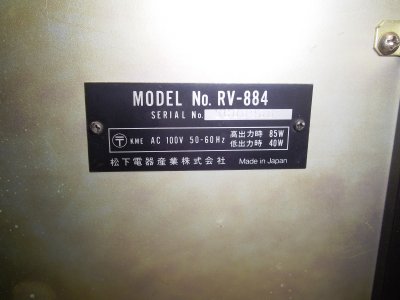 MODEL No. RV-884
SERIAL No.
〒 KME AC 100V 50-60Hz 高出力時 85W
低出力時 40W
松下電器産業株式会社 Made in Japan